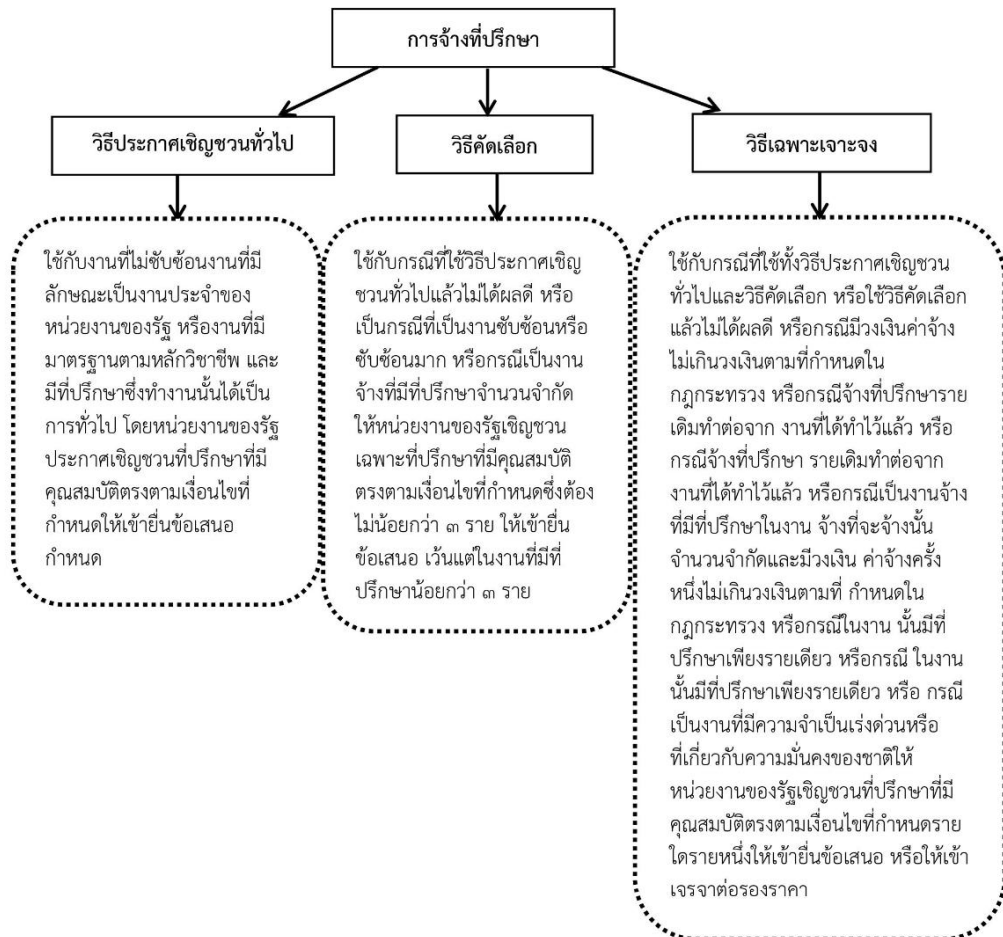 การจ้างที่ปรึกษา
วิธีประกาศเชิญชวนทั่วไป
วิธีคัดเลือก
วิธีเฉพาะเจาะจง
ใช้กับงานที่ไม่ซับซ้อนงานที่มี
ลักษณะเป็นงานประจำของ
หน่วยงานของรัฐ หรืองานที่มี
มาตรฐานตามหลักวิชาชีพ และ
มีที่ปรึกษาซึ่งทำงานนั้นได้เป็น
การทั่วไป โดยหน่วยงานของรัฐ
ประกาศเชิญชวนที่ปรึกษาที่มี
คุณสมบัติตรงตามเงื่อนไขที่
กำหนดให้เข้ายื่นข้อเสนอ
กำหนด
ใช้กับกรณีที่ใช้วิธีประกาศเชิญ
ชวนทั่วไปแล้วไม่ได้ผลดี หรือ
เป็นกรณีที่เป็นงานซับซ้อนหรือ
ซับซ้อนมาก หรือกรณีเป็นงาน
จ้างที่มีที่ปรึกษาจำนวนจำกัด
ให้หน่วยงานของรัฐเชิญชวน
เฉพาะที่ปรึกษาที่มีคุณสมบัติ
ตรงตามเงื่อนไขที่กำหนดซึ่งต้อง
ไม่น้อยกว่า ๓ ราย ให้เข้ายื่น
ข้อเสนอ เว้นแต่ในงานที่มีที่
ปรึกษาน้อยกว่า ๓ ราย
ใช้กับกรณีที่ใช้ทั้งวิธีประกาศเชิญชวน
ทั่วไปและวิธีคัดเลือก หรือใช้วิธีคัดเลือก
แล้วไม่ได้ผลดี หรือกรณีมีวงเงินค่าจ้าง
ไม่เกินวงเงินตามที่กำหนดใน
กฎกระทรวง หรือกรณีจ้างที่ปรึกษาราย
เดิมทำต่อจาก งานที่ได้ทำไว้แล้ว หรือ
กรณีจ้างที่ปรึกษา รายเดิมทำต่อจาก
งานที่ได้ทำไว้แล้ว หรือกรณีเป็นงานจ้าง
ที่มีที่ปรึกษาในงาน จ้างที่จะจ้างนั้น
จำนวนจำกัดและมีวงเงิน ค่าจ้างครั้ง
หนึ่งไม่เกินวงเงินตามที่ กำหนดใน
กฎกระทรวง หรือกรณีในงาน นั้นมีที่
ปรึกษาเพียงรายเดียว หรือกรณี ในงาน
นั้นมีที่ปรึกษาเพียงรายเดียว หรือ กรณี
เป็นงานที่มีความจำเป็นเร่งด่วนหรือ
ที่เกี่ยวกับความมั่นคงของชาติให้
หน่วยงานของรัฐเชิญชวนที่ปรึกษาที่มี
คุณสมบัติตรงตามเงื่อนไขที่กำหนดราย
ใดรายหนึ่งให้เข้ายื่นข้อเสนอ หรือให้เข้า
เจรจาต่อรองราคา